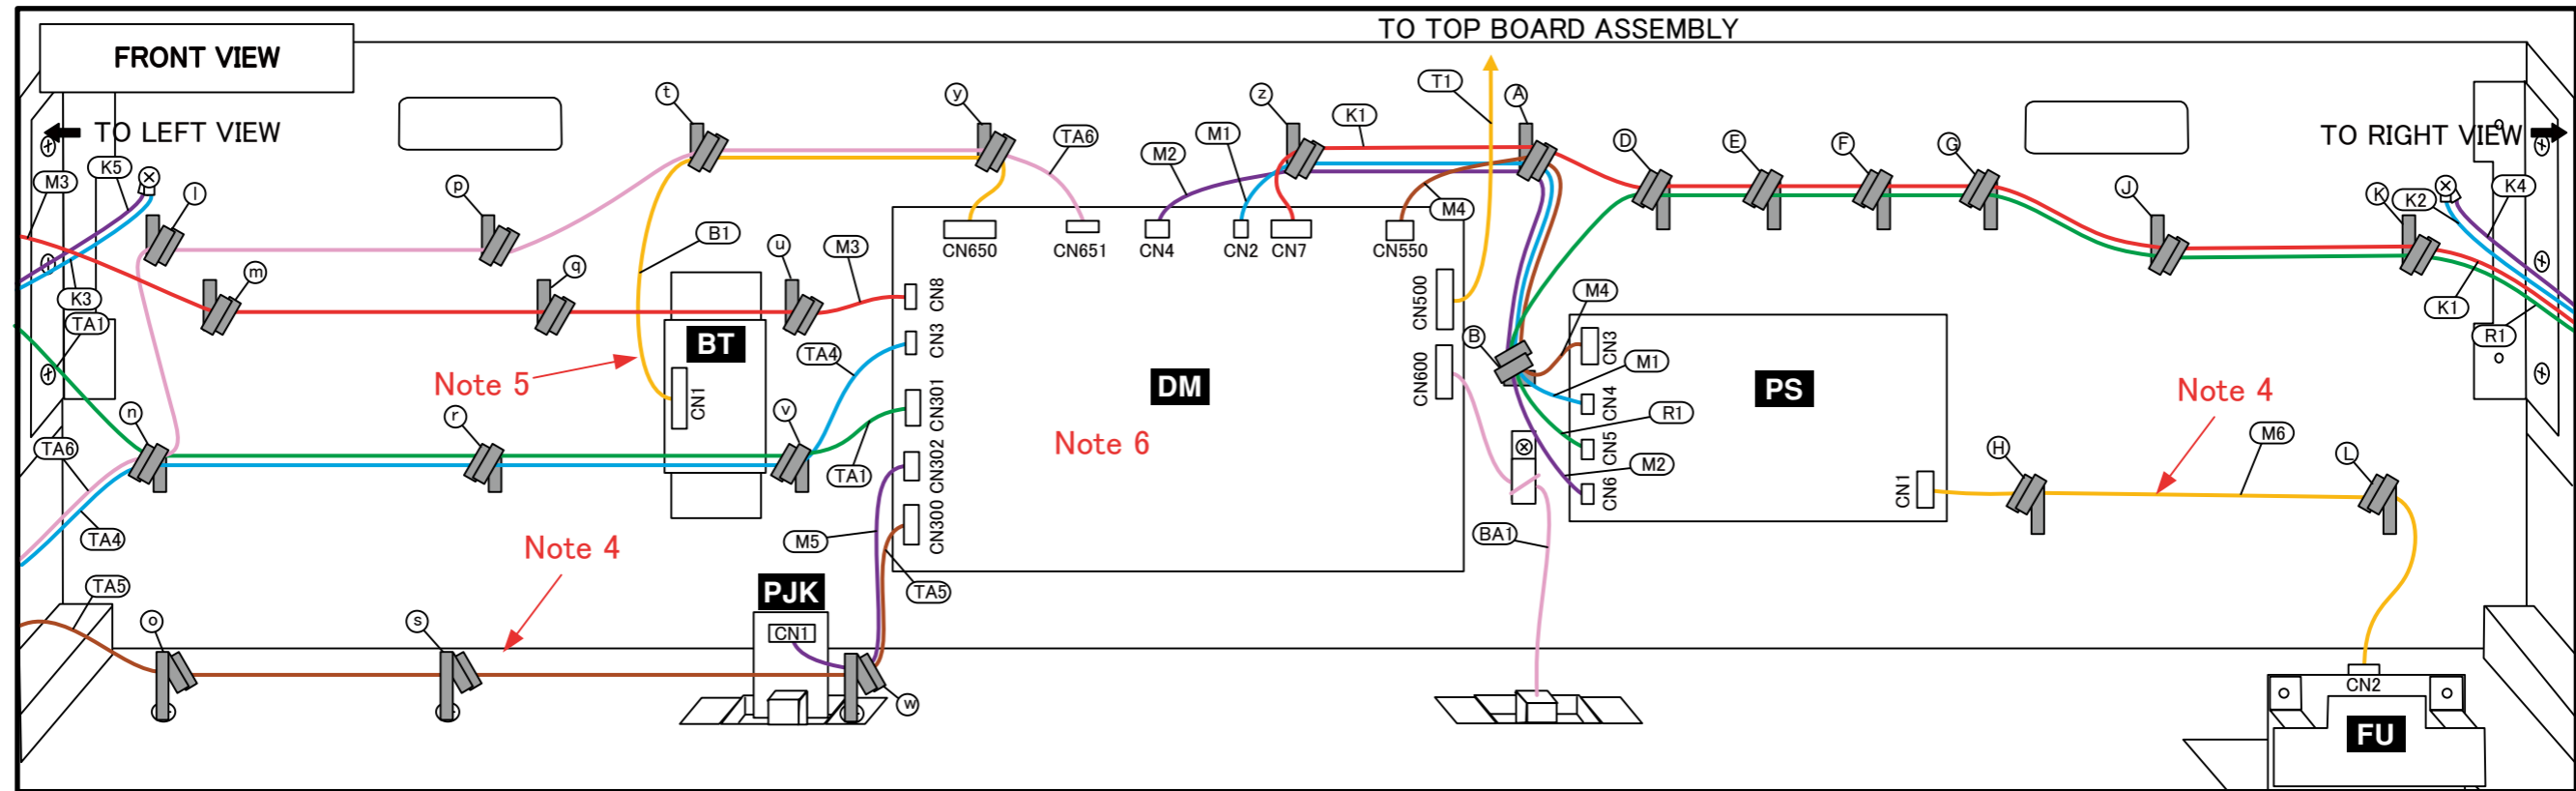 TO TOP BOARD ASSEMBLY
FRONT VIEW
TO LEFT VIEW
TO RIGHT VIEW
t
y
z
T1
A
K1
M1
TA6
M2
D
E
F
G
J
K
K2
K4
K5
M3
l
p
M4
B1
u
M3
m
q
CN650
CN651
CN4
CN2
CN7
CN550
CN8
CN3
CN500
K3
TA1
BT
TA4
M4
B
K1
R1
Note 5
CN1
CN301
DM
CN600
CN3
M1
CN4
PS
R1
Note 4
n
r
v
TA6
TA1
CN302
Note 6
CN5
M2
CN6
CN1
H
M6
L
TA4
Note 4
M5
CN300
BA1
TA5
PJK
TA5
o
s
CN1
w
CN2
FU